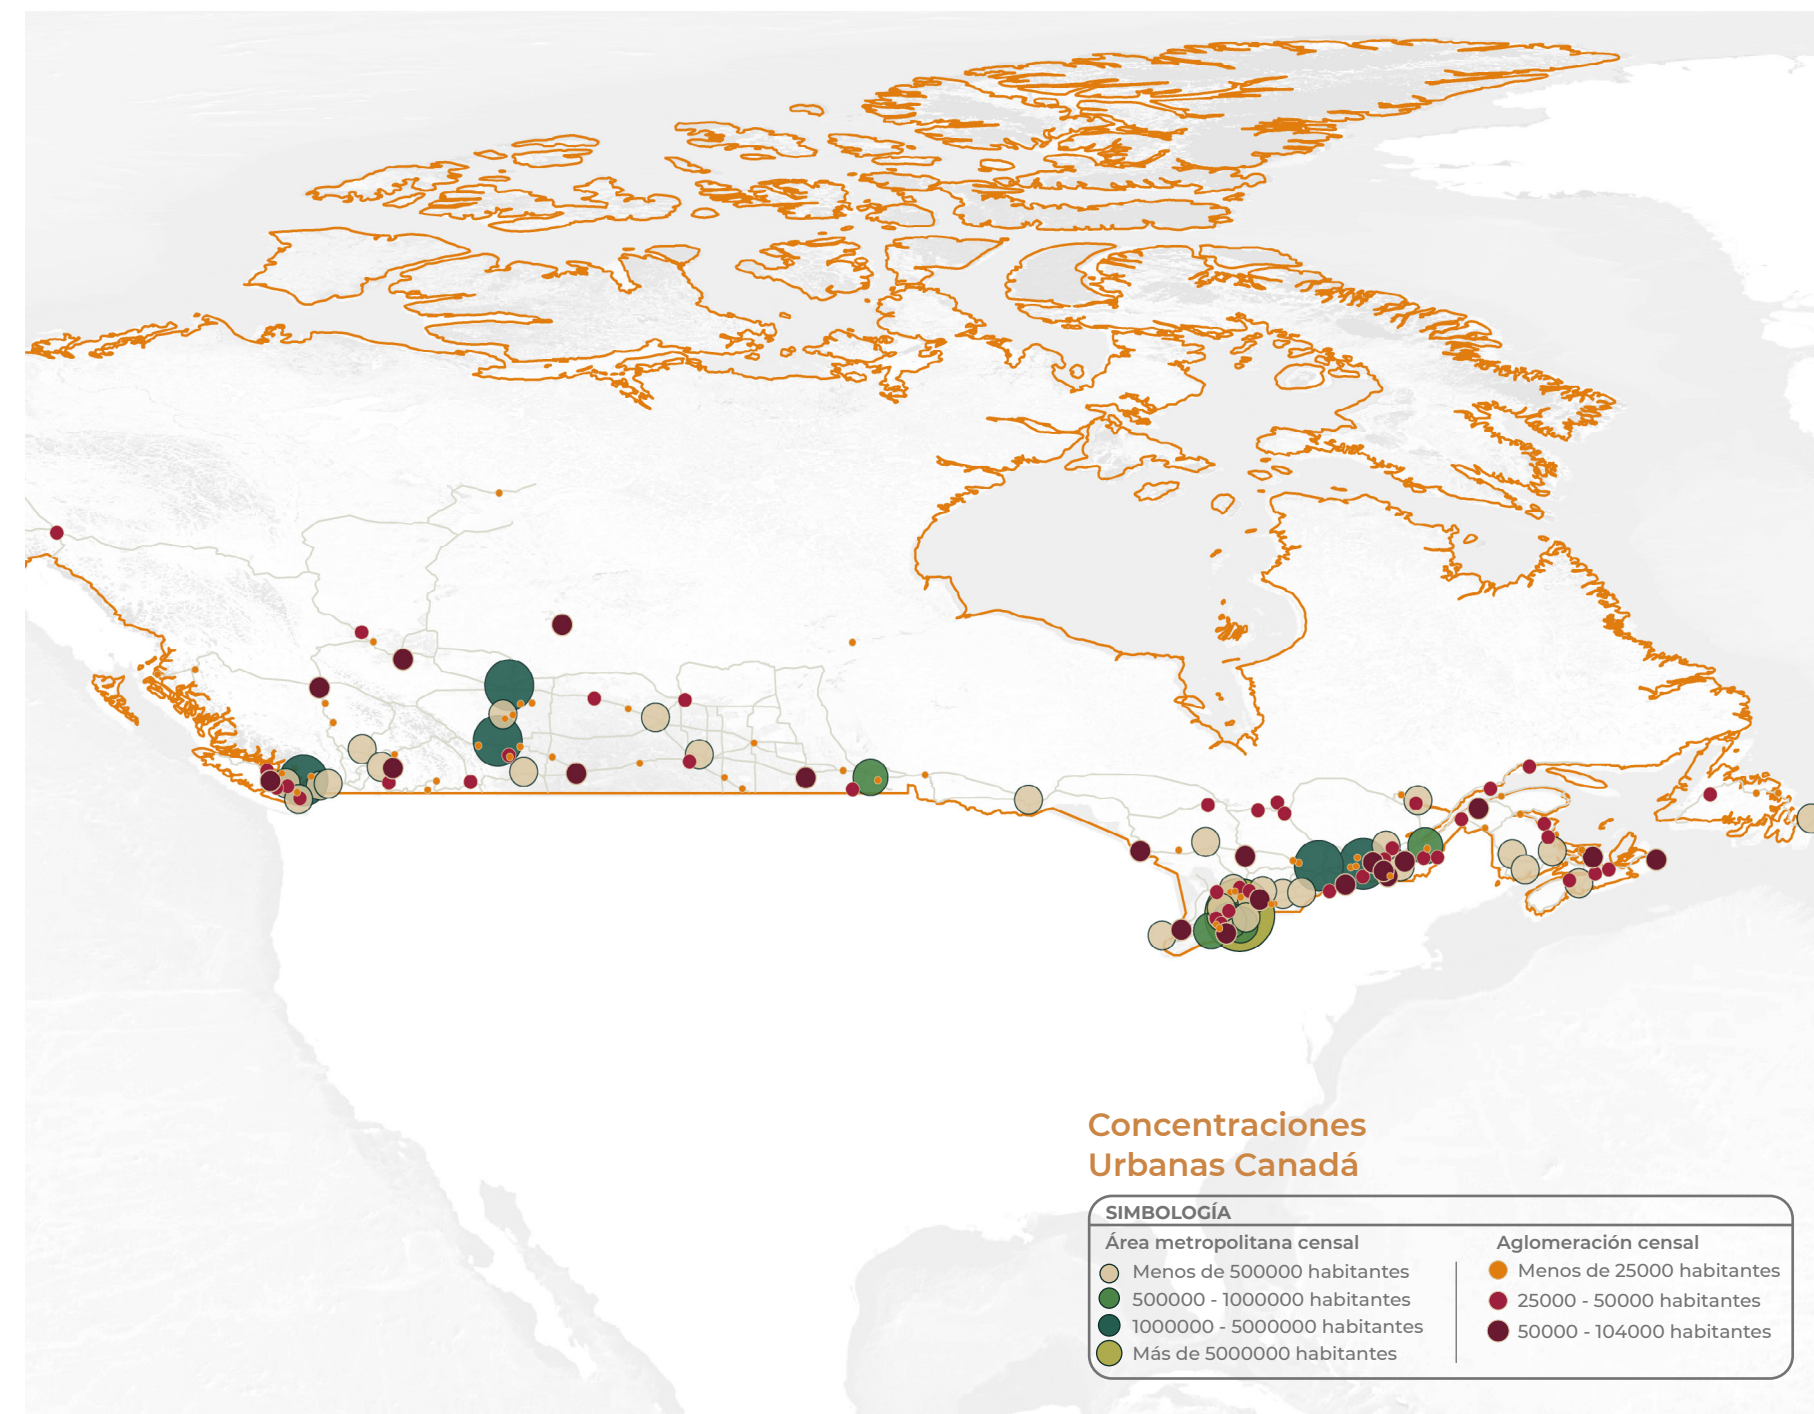 Concentraciones
Urbanas Canadá
SIMBOLOGÍA
Área metropolitana censal
Menos de 500000 habitantes
500000 - 1000000 habitantes
1000000 - 5000000 habitantes
Más de 5000000 habitantes
Aglomeración censal
Menos de 25000 habitantes
25000 - 50000 habitantes
50000 - 104000 habitantes